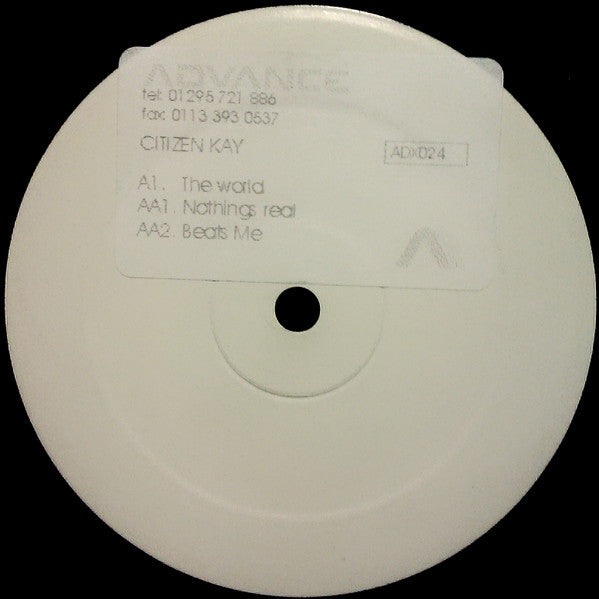 ADVANCE
tel: 01295 721 886
fax: 0113 393 0537
CITIZEN KAY
ADX024
A1. The world
AA1. Nothings real
AA2. Beats Me